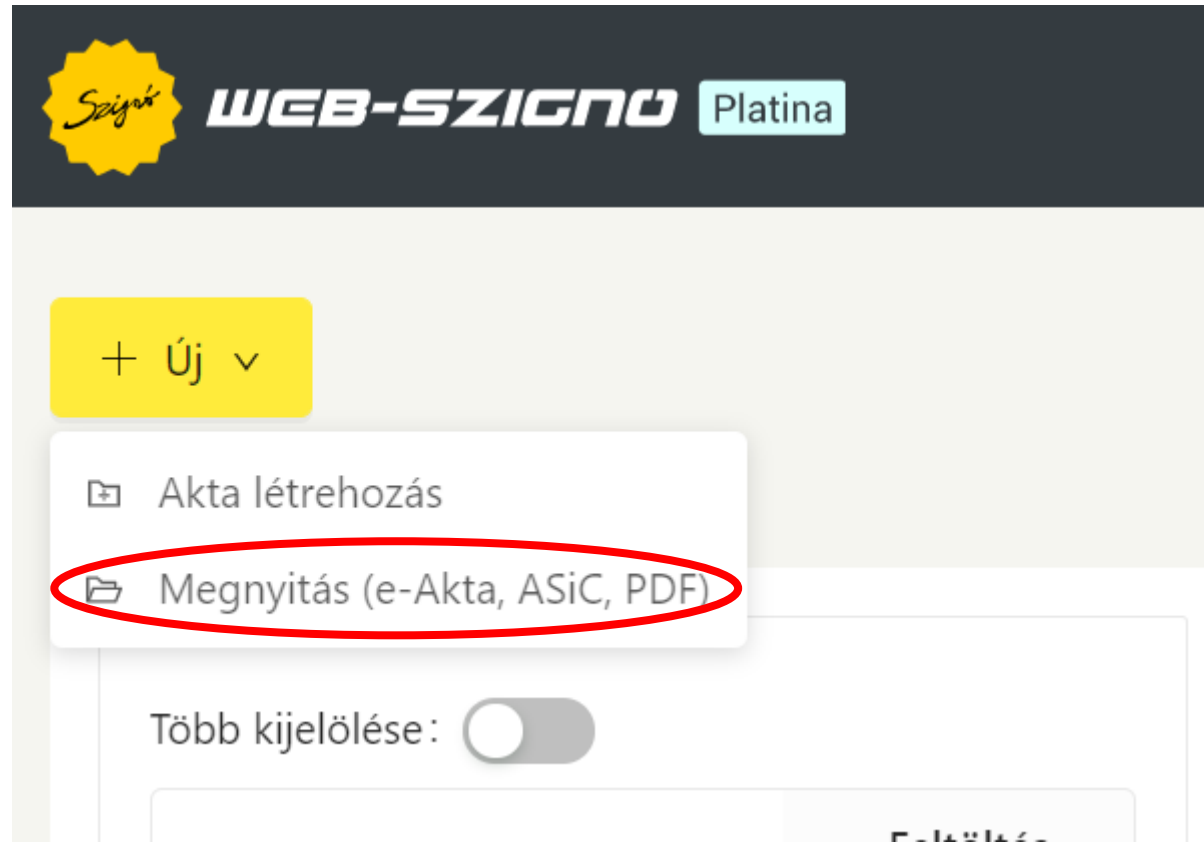 Szignó WEB-SZIGNO Platina
+ Új
Akta létrehozás
Megnyitás (e-Akta, ASiC, PDF)
Több kijelölése: